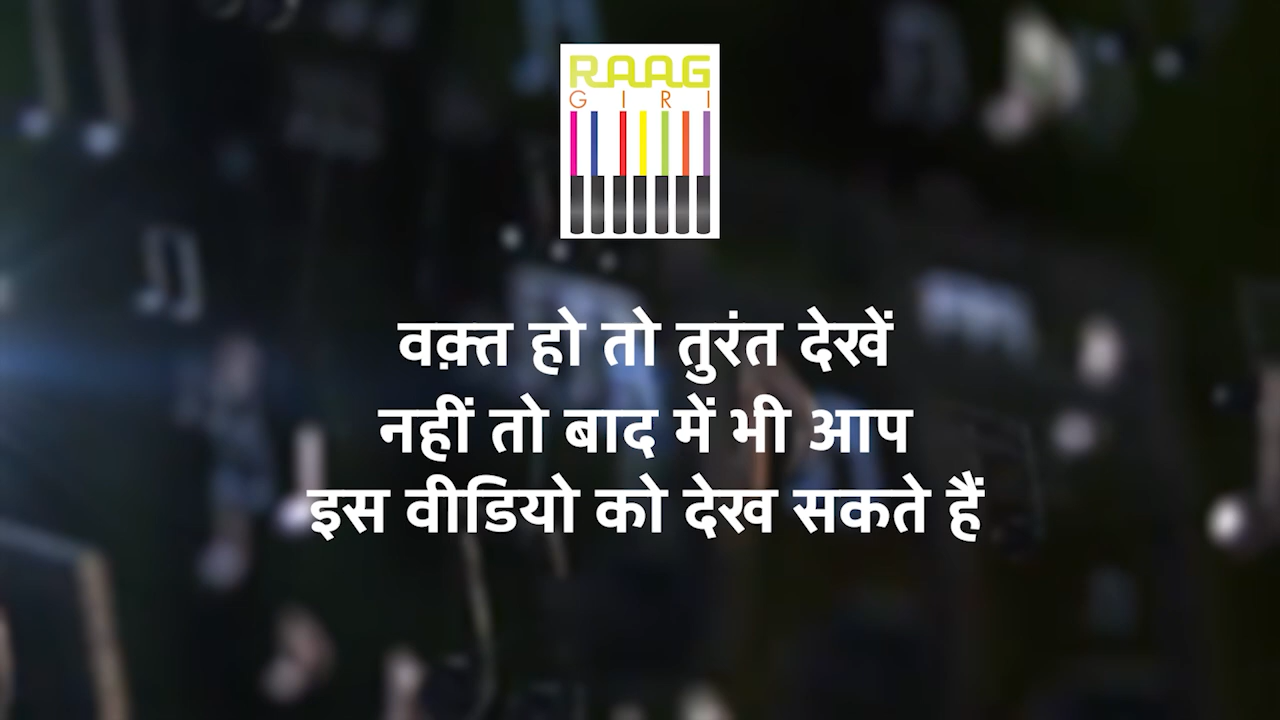 RAAG
GIRI
वक़्त हो तो तुरंत देखें
नहीं तो बाद में भी आप
इस वीडियो को देख सकते हैं